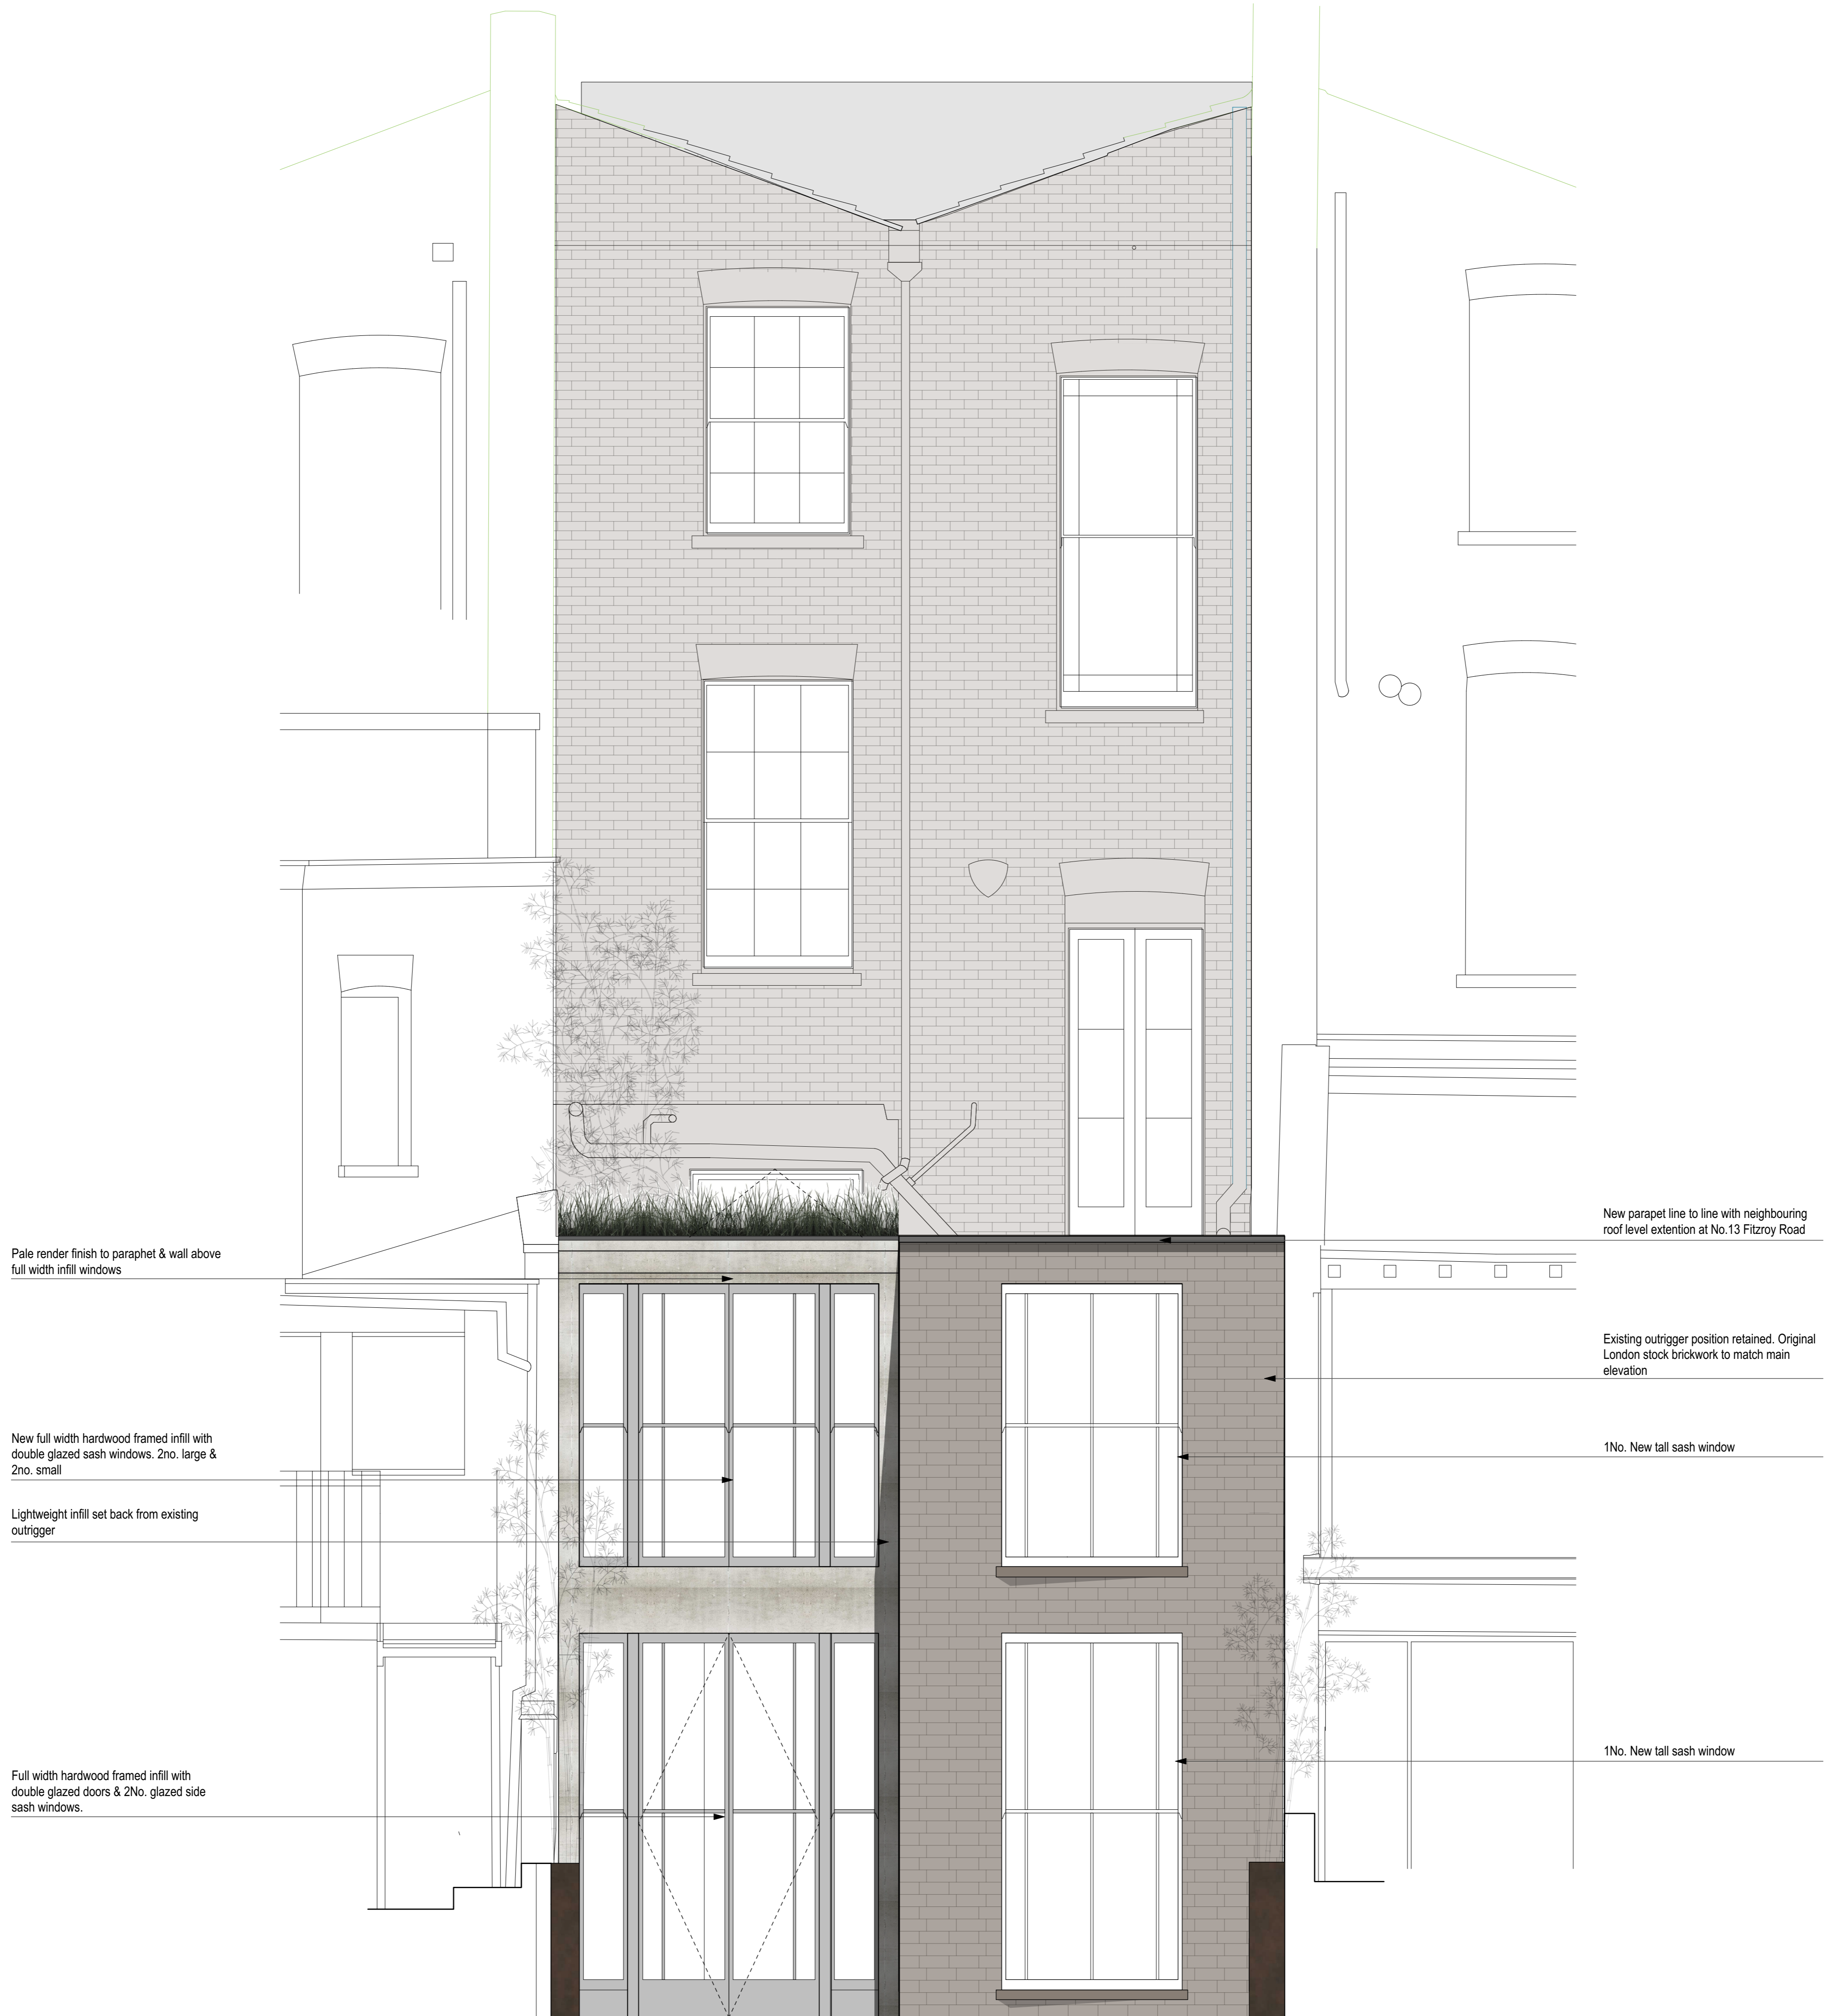 New parapet line to line with neighbouring
roof level extention at No.13 Fitzroy Road
Pale render finish to paraphet & wall above
full width infill windows
Existing outrigger position retained. Original
London stock brickwork to match main
elevation
New full width hardwood framed infill with
double glazed sash windows. 2no. large &
2no. small
1No. New tall sash window
Lightweight infill set back from existing
outrigger
1No. New tall sash window
Full width hardwood framed infill with
double glazed doors & 2No. glazed side
sash windows.